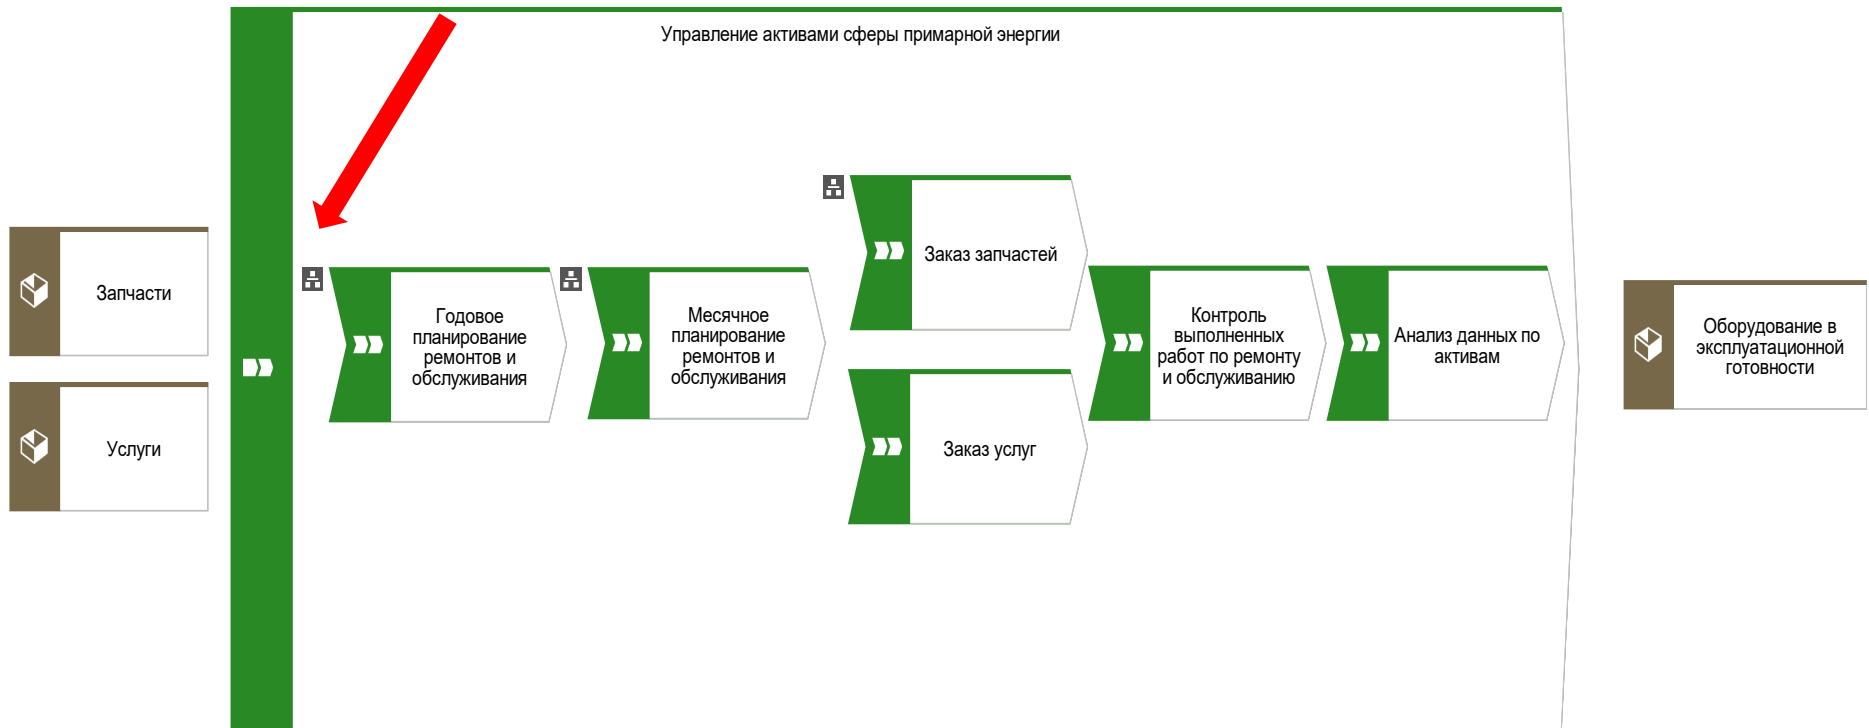 Управление активами сферы примарной энергии
Запчасти
Услуги
Годовое
планирование
ремонтов и
обслуживания
Месячное
планирование
ремонтов и
обслуживания
Заказ запчастей
Заказ услуг
Контроль
выполненных
работ по ремонту
и обслуживанию
Анализ данных по
активам
Оборудование в
эксплуатационной
готовности